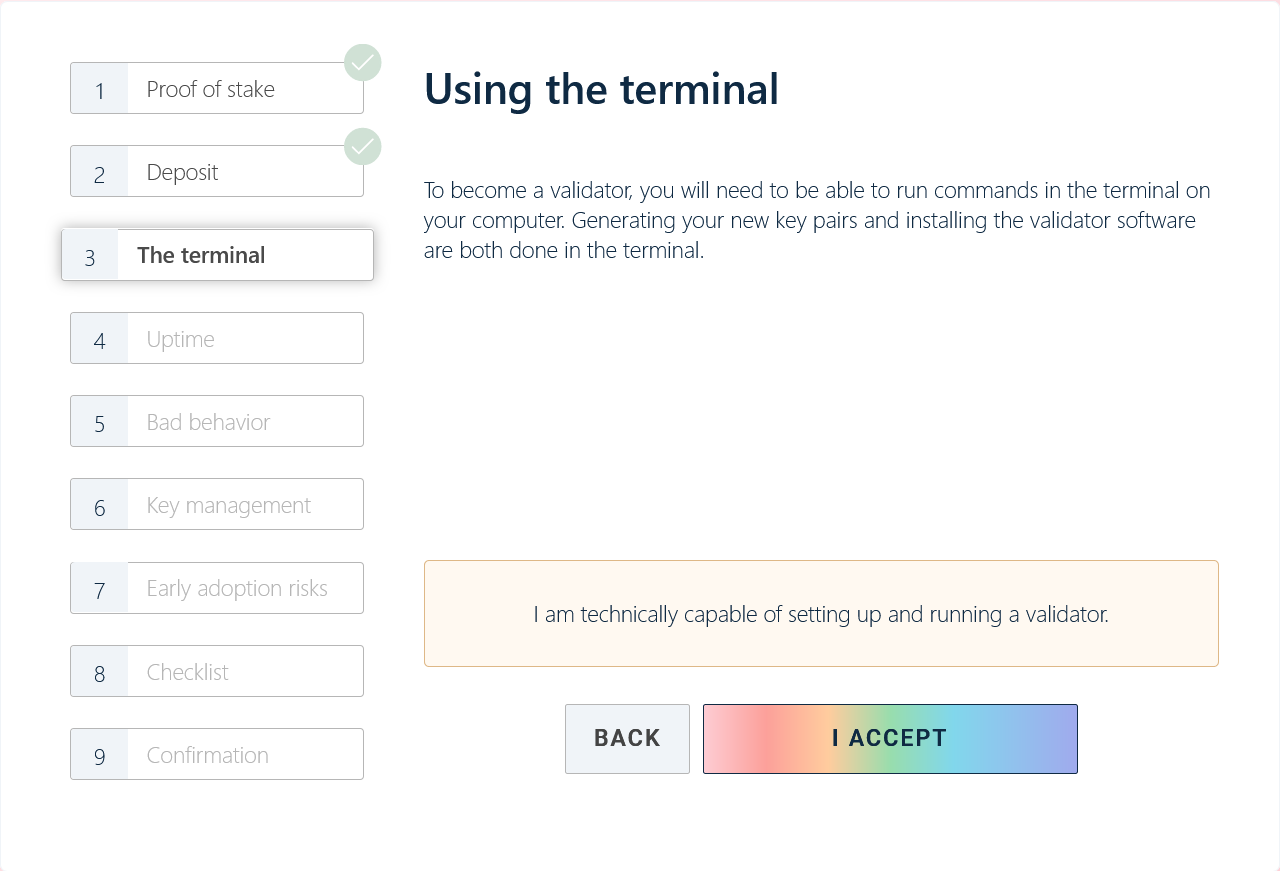 1 Proof of stake
2 Deposit
3 The terminal
4 Uptime
5 Bad behavior
6 Key management
7 Early adoption risks
8 Checklist
9 Confirmation
Using the terminal
To become a validator, you will need to be able to run commands in the terminal on
your computer. Generating your new key pairs and installing the validator software
are both done in the terminal.
I am technically capable of setting up and running a validator.
BACK
I ACCEPT